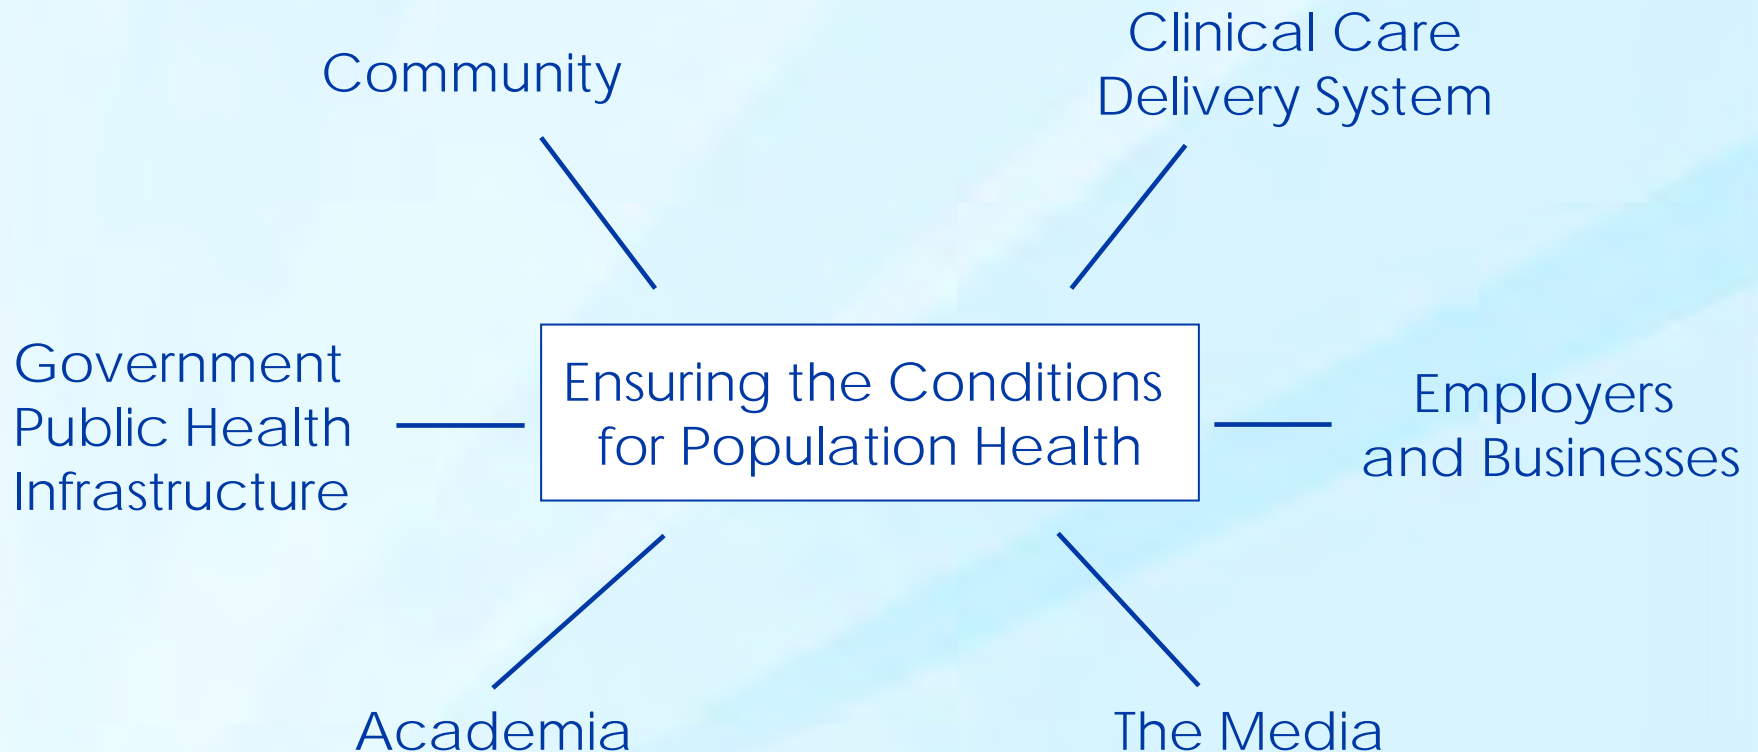 Community
Clinical Care
Delivery System
Government
Public Health
Infrastructure
Ensuring the Conditions
for Population Health
Employers
and Businesses
Academia
The Media